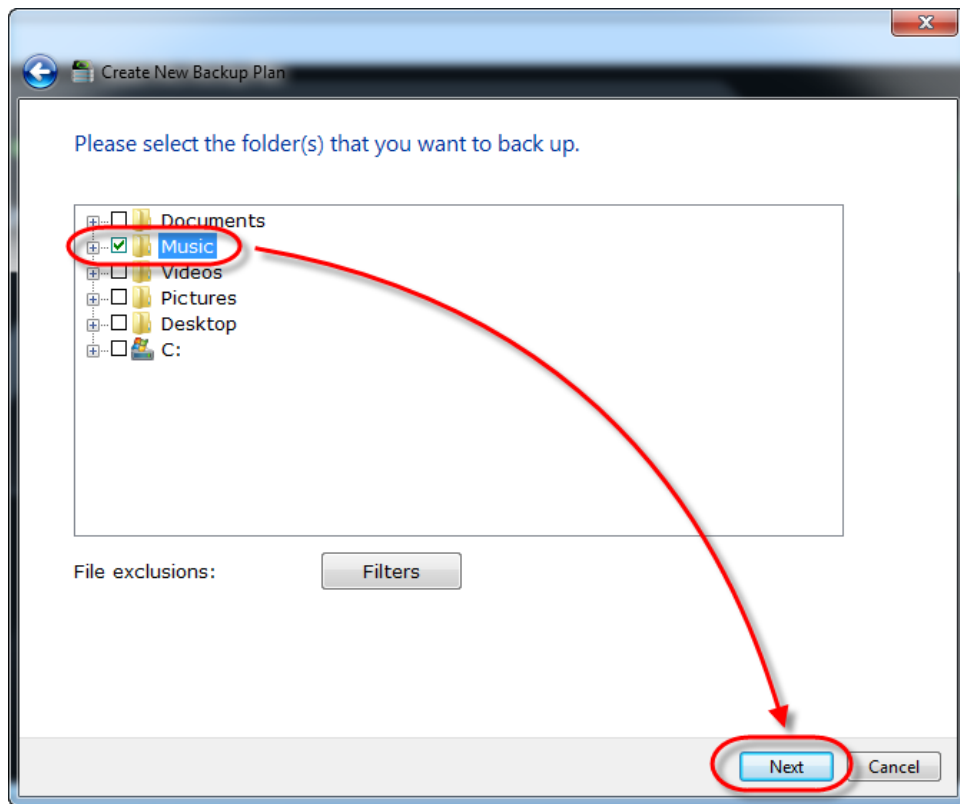 Create New Backup Plan
Please select the folder(s) that you want to back up.
Documents
Music
Videos
Pictures
Desktop
C:
File exclusions: Filters
Next Cancel